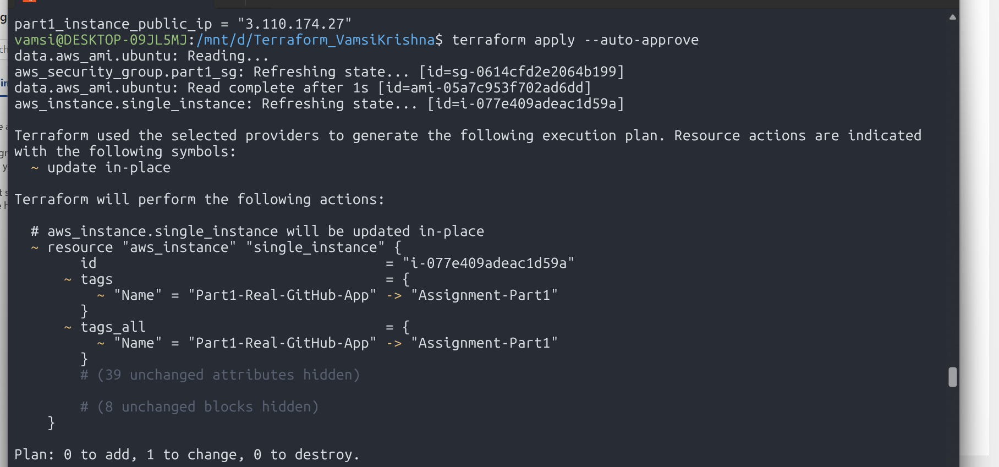 part1_instance_public_ip = "3.110.174.27"
vamsi@DESKTOP-09JL5MJ:/mnt/d/Terraform_VamsiKrishna$ terraform apply --auto-approve
data.aws_ami.ubuntu: Reading...
aws_security_group.part1_sg: Refreshing state... [id=sg-0614cfd2e2064b199]
data.aws_ami.ubuntu: Read complete after 1s [id=ami-05a7c953f702ad6dd]
aws_instance.single_instance: Refreshing state... [id=i-077e409adeac1d59a]
Terraform used the selected providers to generate the following execution plan. Resource actions are indicated
with the following symbols:
~ update in-place
Terraform will perform the following actions:
# aws_instance.single_instance will be updated in-place
~ resource "aws_instance" "single_instance" {
id = "i-077e409adeac1d59a"
~ tags = {
~ "Name" = "Part1-Real-GitHub-App" -> "Assignment-Part1"
}
~ tags_all = {
~ "Name" = "Part1-Real-GitHub-App" -> "Assignment-Part1"
}
# (39 unchanged attributes hidden)
# (8 unchanged blocks hidden)
}
Plan: 0 to add, 1 to change, 0 to destroy.